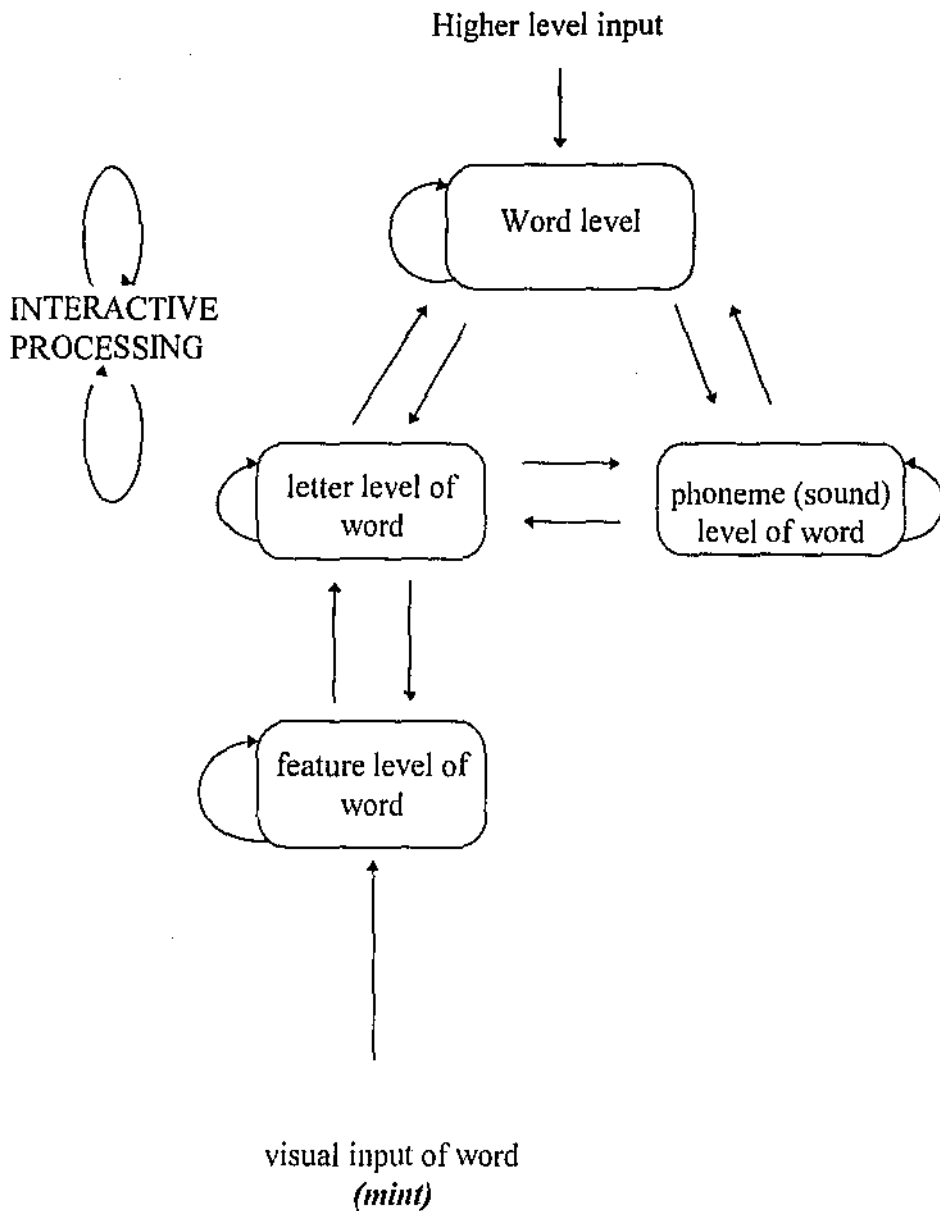 Higher level input
Word level
INTERACTIVE
PROCESSING
letter level of
word
phoneme (sound)
level of word
feature level of
word
visual input of word
(mint)